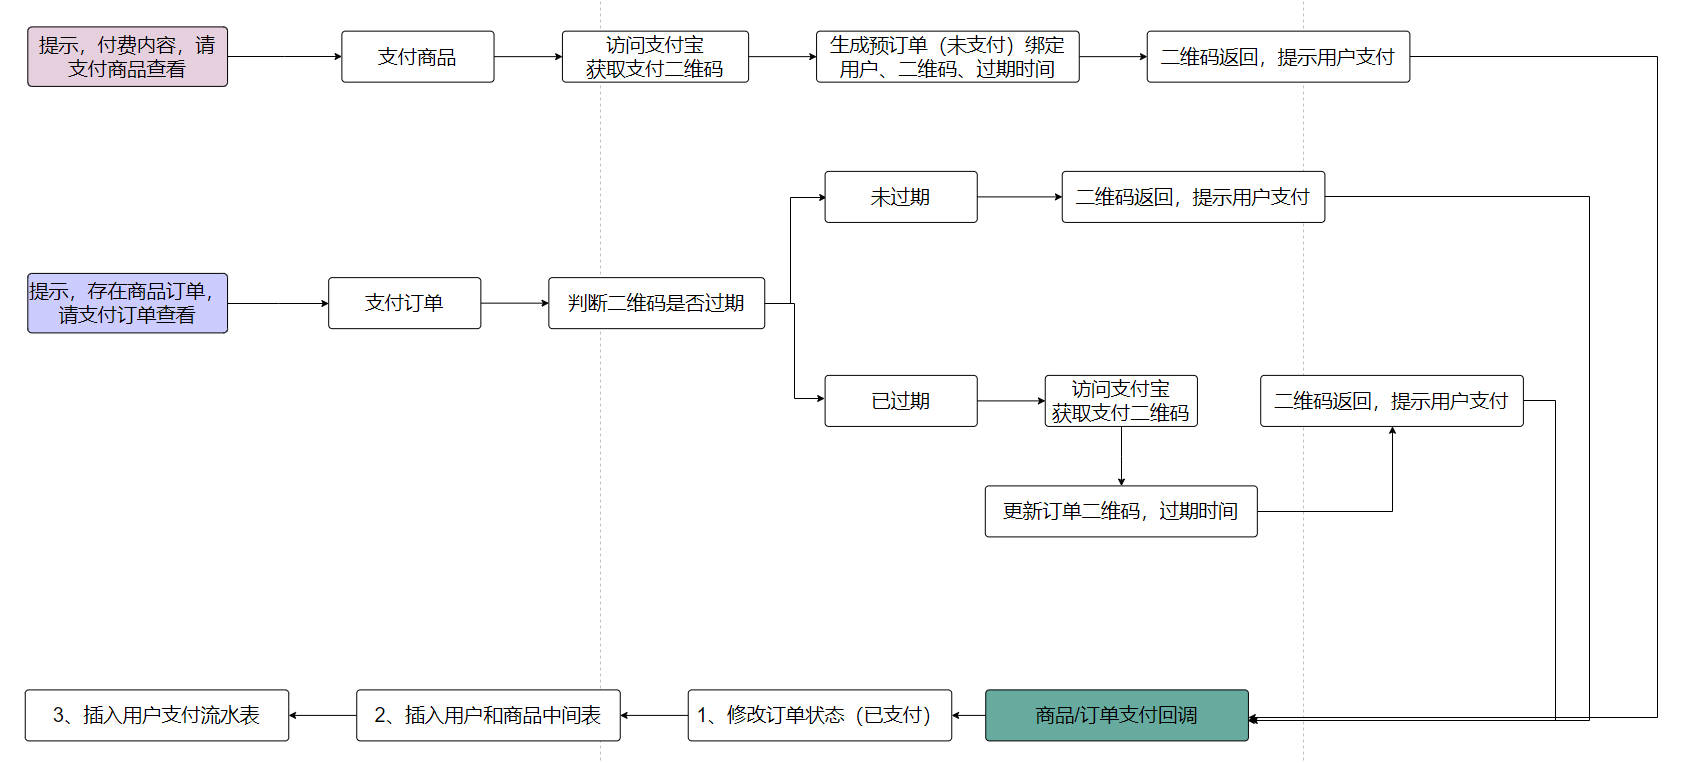 提示，付费内容，请
支付商品查看
支付商品
访问支付宝
获取支付二维码
生成预订单（未支付）绑定
用户、二维码、过期时间
二维码返回，提示用户支付
未过期
二维码返回，提示用户支付
提示，存在商品订单，
请支付订单查看
支付订单
判断二维码是否过期
已过期
访问支付宝
获取支付二维码
二维码返回，提示用户支付
更新订单二维码，过期时间
3、插入用户支付流水表
2、插入用户和商品中间表
1、修改订单状态（已支付）
商品/订单支付回调